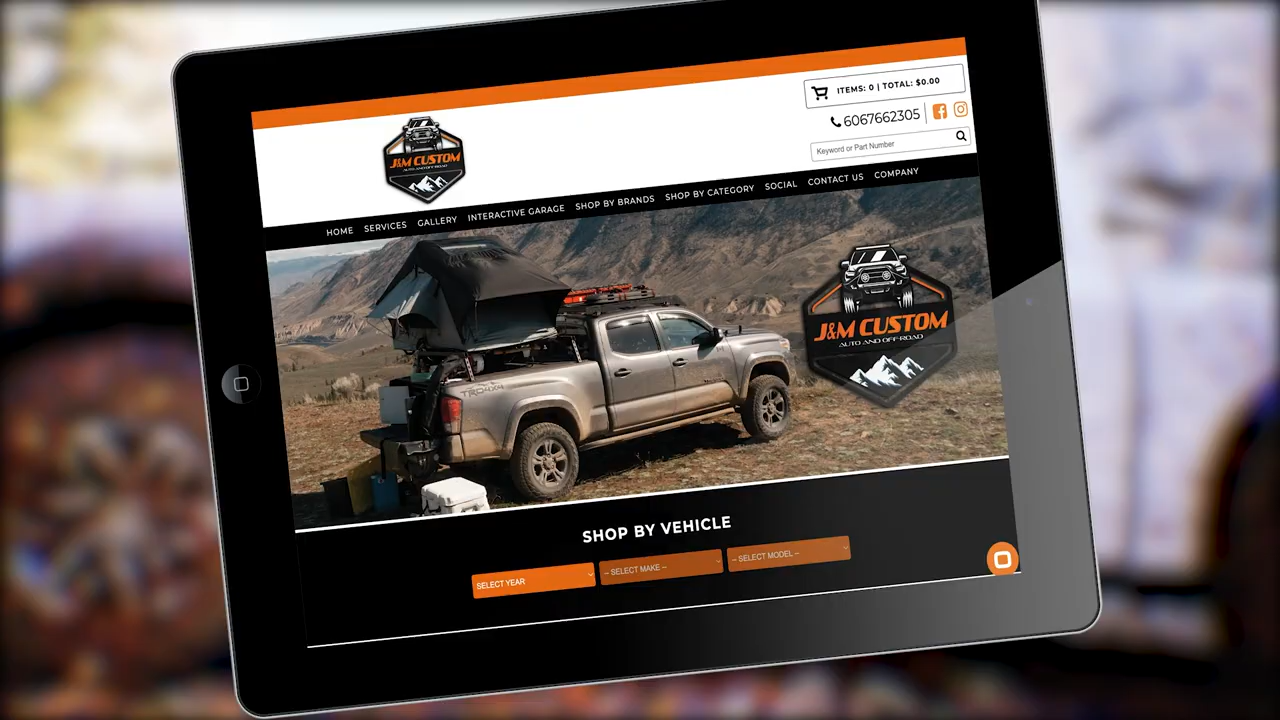 ITEMS: 0 | TOTAL: $0.00
6067662305
Keyword or Part Number
J&M CUSTOM
AUTO AND OFF-ROAD
HOME SERVICES GALLERY INTERACTIVE GARAGE SHOP BY BRANDS SHOP BY CATEGORY SOCIAL CONTACT US COMPANY
J&M CUSTOM
AUTO AND OFF-ROAD
TRD 4X4
SHOP BY VEHICLE
SELECT YEAR
-- SELECT MAKE --
-- SELECT MODEL --